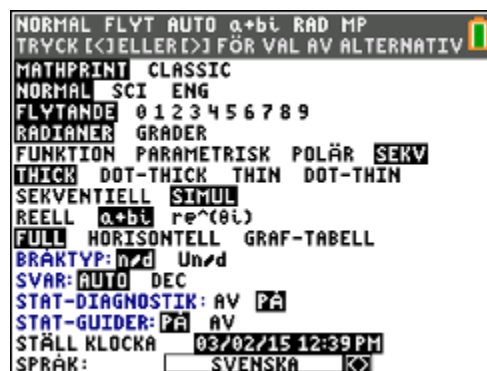 NORMAL FLYT AUTO a+bi RAD MP
TRYCK [<]ELLER[>] FÖR VAL AV ALTERNATIV
MATHPRINT CLASSIC
NORMAL SCI ENG
FLYTANDE 0 1 2 3 4 5 6 7 8 9
RADIANER GRADER
FUNKTION PARAMETRISK POLÄR SEKV
THICK DOT-THICK THIN DOT-THIN
SEKVENTIELL SIMUL
REELL a+bi re^(θi)
FULL HORISONTELL GRAF-TABELL
BRÅKTYP: n/d Un/d
SVAR: AUTO DEC
STAT-DIAGNOSTIK: AV PÅ
STAT-GUIDER: PÅ AV
STÄLL KLOCKA 03/02/15 12:39PM
SPRÅK: SVENSKA